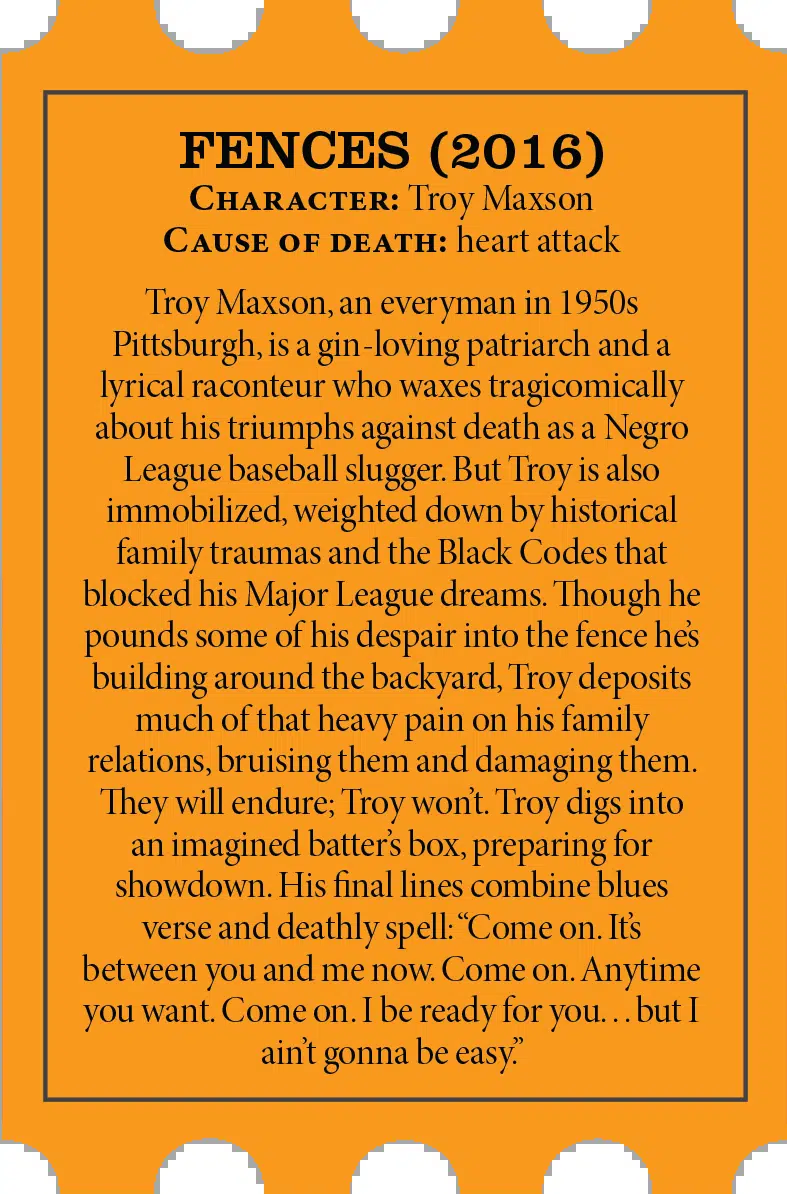 FENCES (2016)
CHARACTER: Troy Maxson
CAUSE OF DEATH: heart attack
Troy Maxson, an everyman in 1950s
Pittsburgh, is a gin-loving patriarch and a
lyrical raconteur who waxes tragicomically
about his triumphs against death as a Negro
League baseball slugger. But Troy is also
immobilized, weighted down by historical
family traumas and the Black Codes that
blocked his Major League dreams. Though he
pounds some of his despair into the fence he’s
building around the backyard, Troy deposits
much of that heavy pain on his family
relations, bruising them and damaging them.
They will endure; Troy won’t. Troy digs into
an imagined batter’s box, preparing for
showdown. His final lines combine blues
verse and deathly spell: “Come on. It’s
between you and me now. Come on. Anytime
you want. Come on. I be ready for you. . . but I
ain’t gonna be easy.”